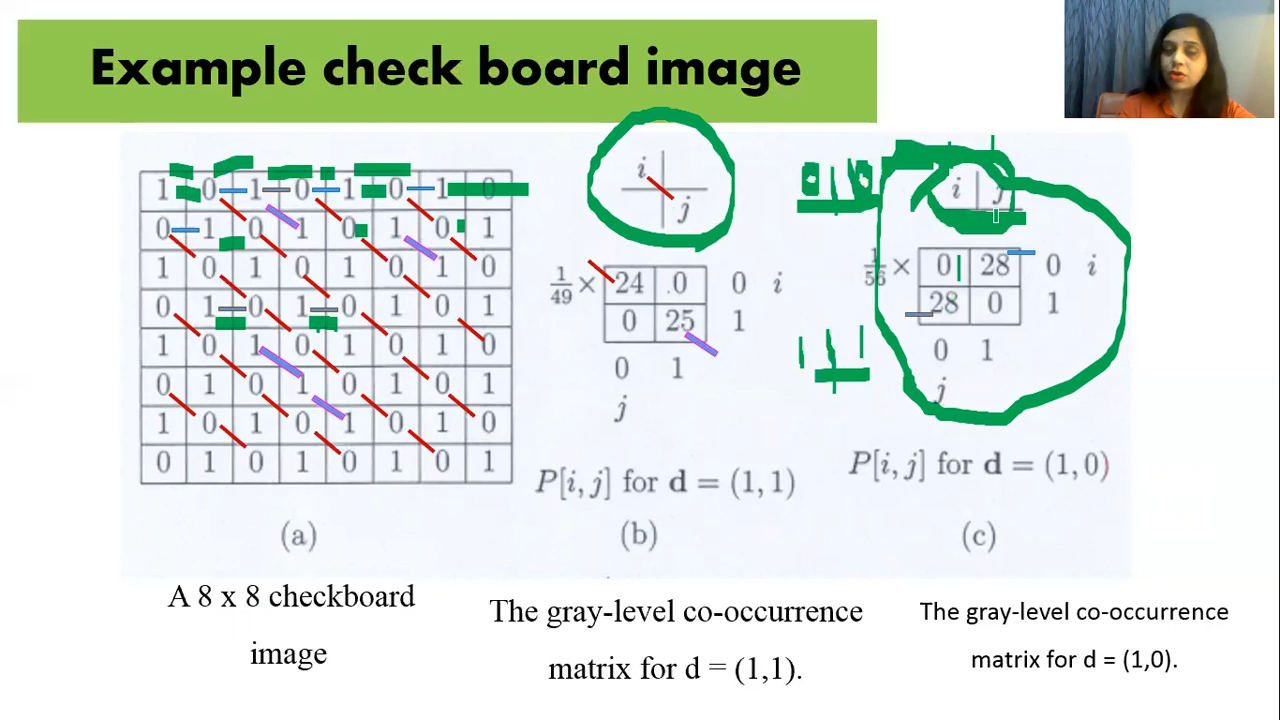 Example check board image
1 0 1 0 1 0 1 0
0 1 0 1 0 1 0 1
1 0 1 0 1 0 1 0
0 1 0 1 0 1 0 1
1 0 1 0 1 0 1 0
0 1 0 1 0 1 0 1
1 0 1 0 1 0 1 0
0 1 0 1 0 1 0 1
(a)
A 8 x 8 checkboard
image
i
j
1/49 × 24 0 0 i
0 25 1
0 1
j
P[i, j] for d = (1, 1)
(b)
The gray-level co-occurrence
matrix for d = (1,1).
0 1 0
1 1 1
i j
1/56 × 0 28 0 i
28 0 1
0 1
j
P[i, j] for d = (1, 0)
(c)
The gray-level co-occurrence
matrix for d = (1,0).